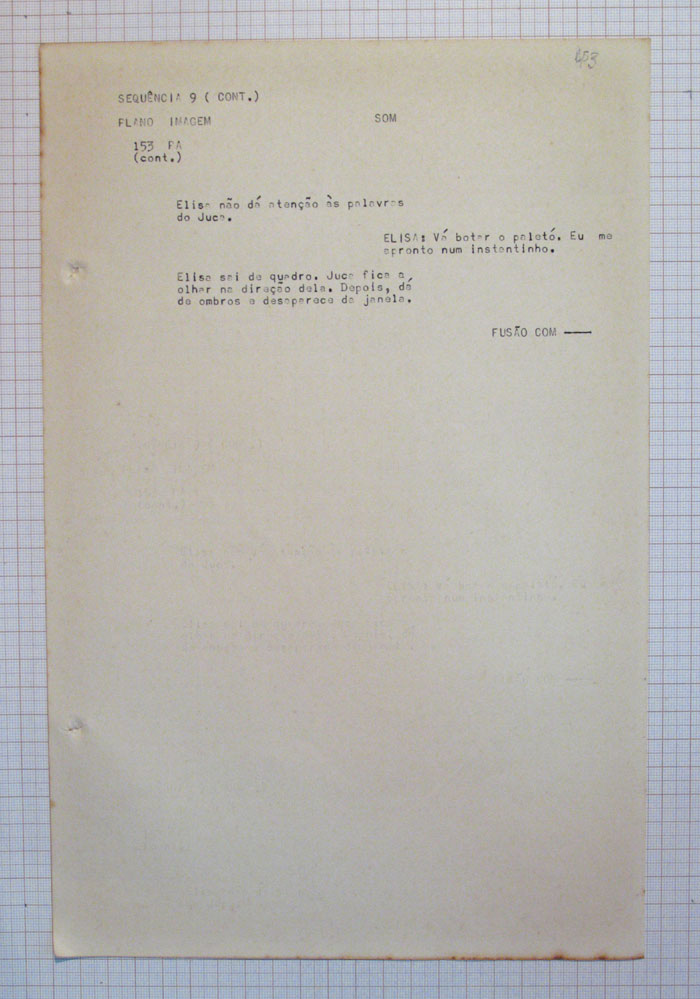 SEQUÊNCIA 9 ( CONT.)
PLANO IMAGEM SOM
153 PA
(cont.)
Elisa não dá atenção às palavras
do Juca.
ELISA: Vá botar o paletó. Eu me
apronto num instantinho.
Elisa sai de quadro. Juca fica a
olhar na direção dela. Depois, dá
de ombros e desaparece da janela.
FUSÃO COM ——